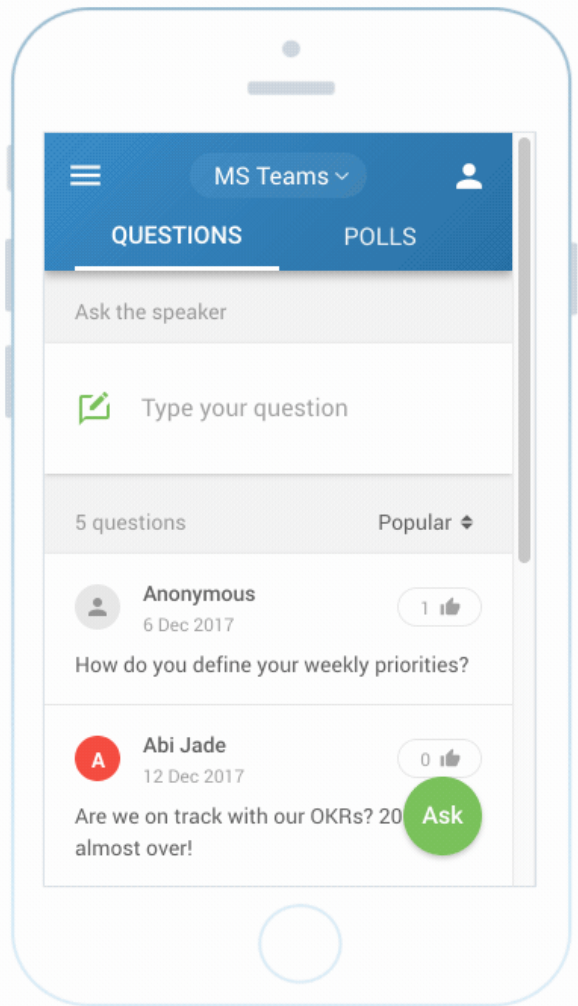 MS Teams
QUESTIONS POLLS
Ask the speaker
Type your question
5 questions Popular
Anonymous
6 Dec 2017
1
How do you define your weekly priorities?
A
Abi Jade
12 Dec 2017
0
Are we on track with our OKRs? 20
Ask
almost over!